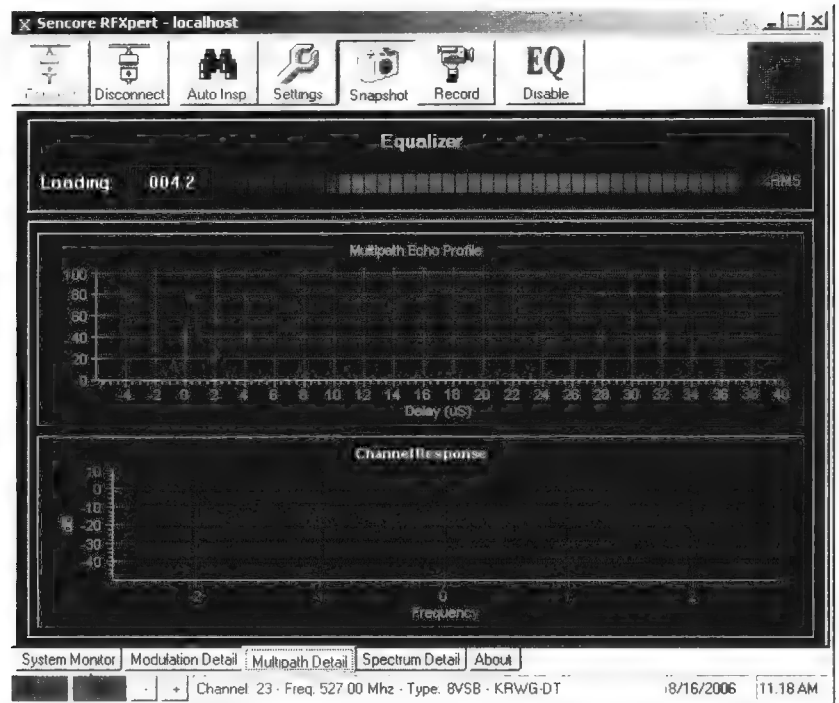 Sencore RFXpert - localhost
Disconnect
Auto Insp
Settings
Snapshot
Record
EQ
Disable
Equalizer
Loading: 004.2
RMS
Multipath Echo Profile
100
80
60
40
20
0
-4 -2 0 2 4 6 8 10 12 14 16 18 20 22 24 26 28 30 32 34 36 38 40
Delay (uS)
Channel Response
10
0
-10
-20
-30
-40
-2 0
Frequency
System Monitor
Modulation Detail
Multipath Detail
Spectrum Detail
About
- +
Channel: 23 - Freq. 527 00 Mhz - Type. 8VSB - KRWG-DT
8/16/2006
11.18 AM